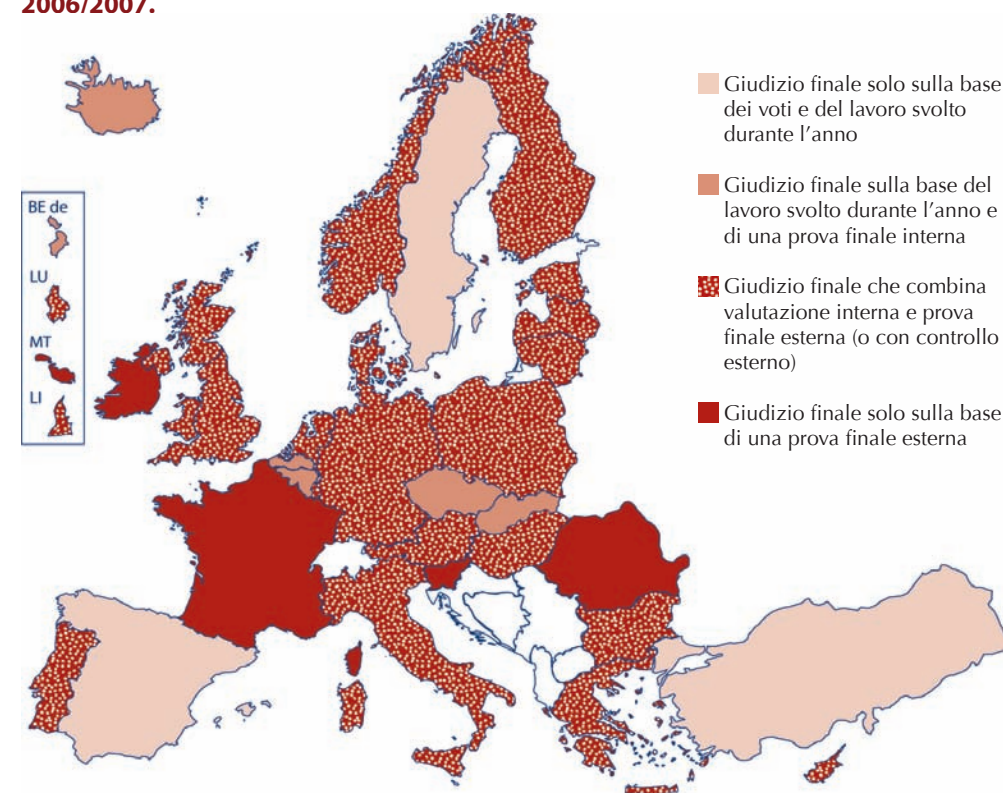 2006/2007.
Giudizio finale solo sulla base
dei voti e del lavoro svolto
durante l'anno
Giudizio finale sulla base del
lavoro svolto durante l'anno e
di una prova finale interna
Giudizio finale che combina
valutazione interna e prova
finale esterna (o con controllo
esterno)
Giudizio finale solo sulla base
di una prova finale esterna
BE de
LU
MT
LI